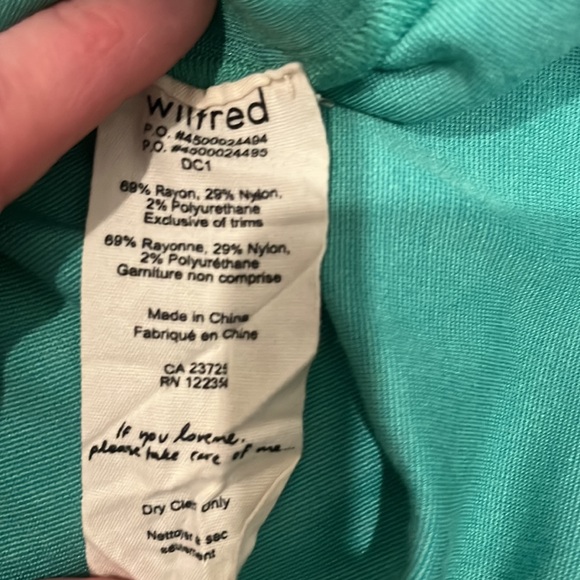 wilfred
P.O. #4500024494
P.O. #4500024495
DC1
69% Rayon, 29% Nylon,
2% Polyurethane
Exclusive of trims
69% Rayonne, 29% Nylon,
2% Polyuréthane
Garniture non comprise
Made in China
Fabriqué en Chine
CA 23725
RN 12235
If you love me,
please take care of me...
Dry Clean Only
Nettoyer à sec
seulement